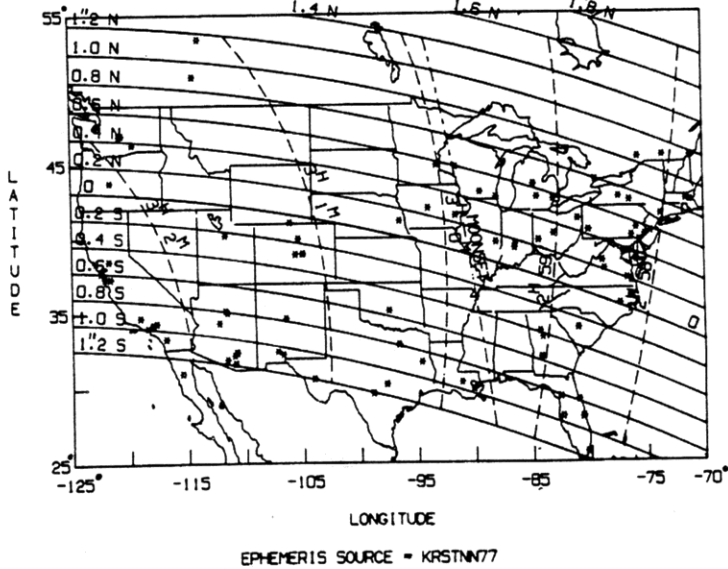 1.4 N 1.6 N 1.8 N
55°
1."2 N
1.0 N
0.8 N
0.6 N
0.4 N
45
0.2 N
0
0.2 S
0.4 S
0.6 S
0.8 S
35
1.0 S
1."2 S
25°
0
LATITUDE
-125° -115 -105 -95 -85 -75 -70°
LONGITUDE
EPHEMERIS SOURCE = KRSTNN77